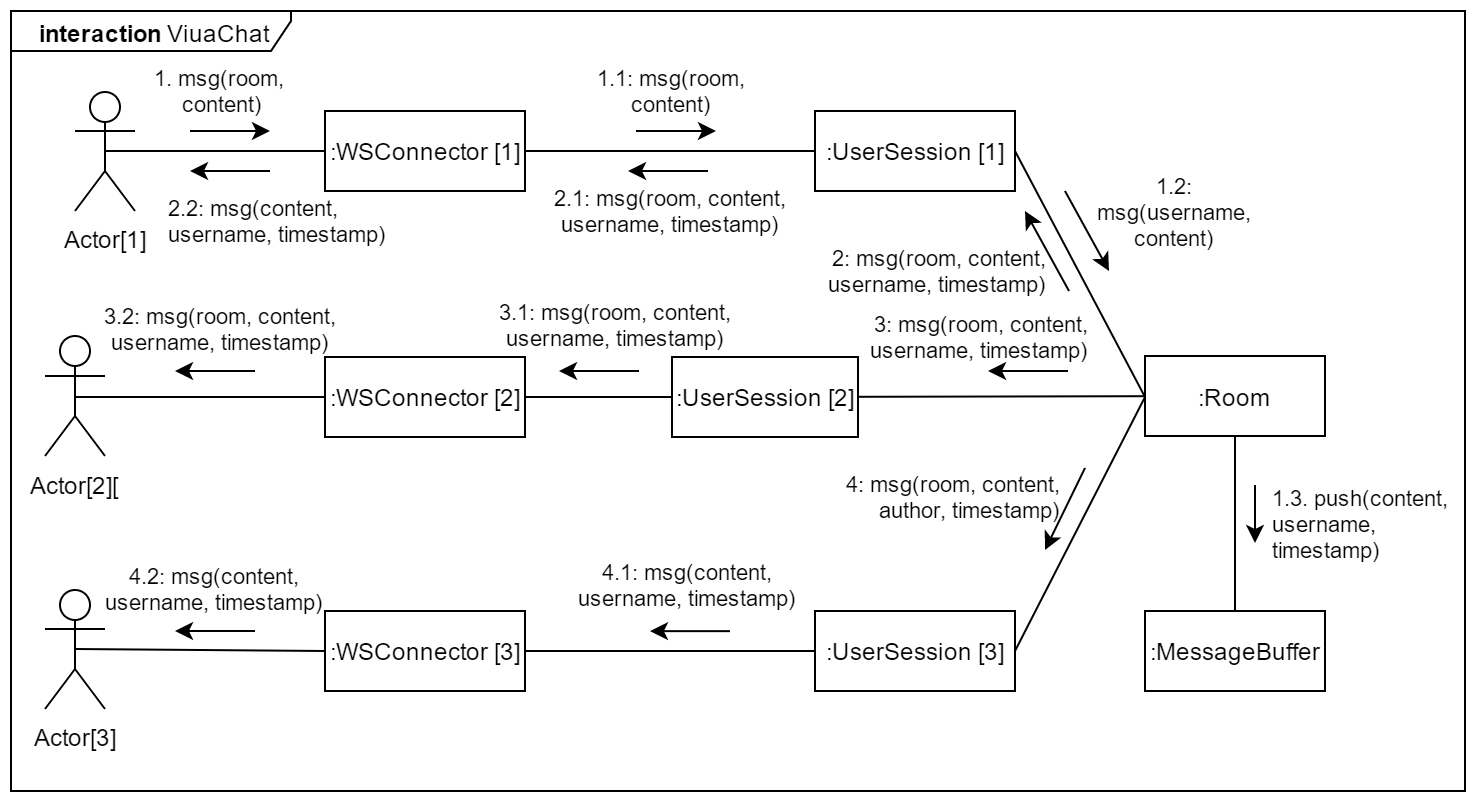 interaction ViuaChat
1. msg(room,
content)
1.1: msg(room,
content)
:WSConnector [1]
:UserSession [1]
2.2: msg(content,
username, timestamp)
2.1: msg(room, content,
username, timestamp)
Actor[1]
1.2:
msg(username,
content)
2: msg(room, content,
username, timestamp)
3.2: msg(room, content,
username, timestamp)
3.1: msg(room, content,
username, timestamp)
3: msg(room, content,
username, timestamp)
:WSConnector [2]
:UserSession [2]
:Room
Actor[2][
4: msg(room, content,
author, timestamp)
1.3. push(content,
username,
timestamp)
4.2: msg(content,
username, timestamp)
4.1: msg(content,
username, timestamp)
:WSConnector [3]
:UserSession [3]
:MessageBuffer
Actor[3]